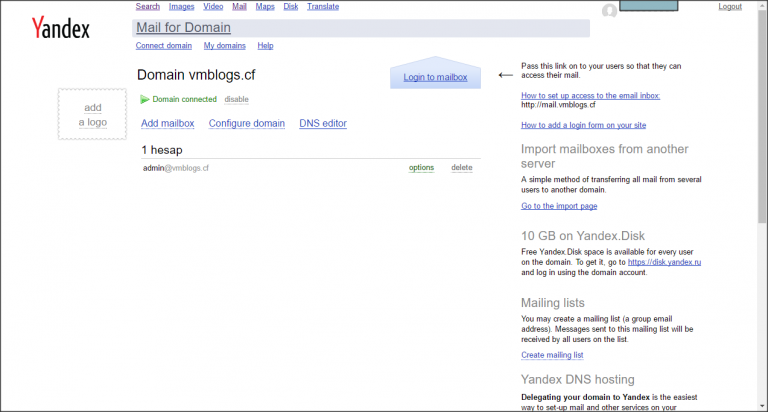 Search Images Video Mail Maps Disk Translate
Logout
Yandex
Mail for Domain
Connect domain My domains Help
Domain vmblogs.cf
Login to mailbox
←
add
a logo
Domain connected disable
Add mailbox Configure domain DNS editor
1 hesap
admin@vmblogs.cf options delete
Pass this link on to your users so that they can
access their mail.
How to set up access to the email inbox:
http://mail.vmblogs.cf
How to add a login form on your site
Import mailboxes from another
server
A simple method of transferring all mail from several
users to another domain.
Go to the import page
10 GB on Yandex.Disk
Free Yandex.Disk space is available for every user
on the domain. To get it, go to https://disk.yandex.ru
and log in using the domain account.
Mailing lists
You may create a mailing list (a group email
address). Messages sent to this mailing list will be
received by all users on the list.
Create mailing list
Yandex DNS hosting
Delegating your domain to Yandex is the easiest
way to set-up mail and other services on your